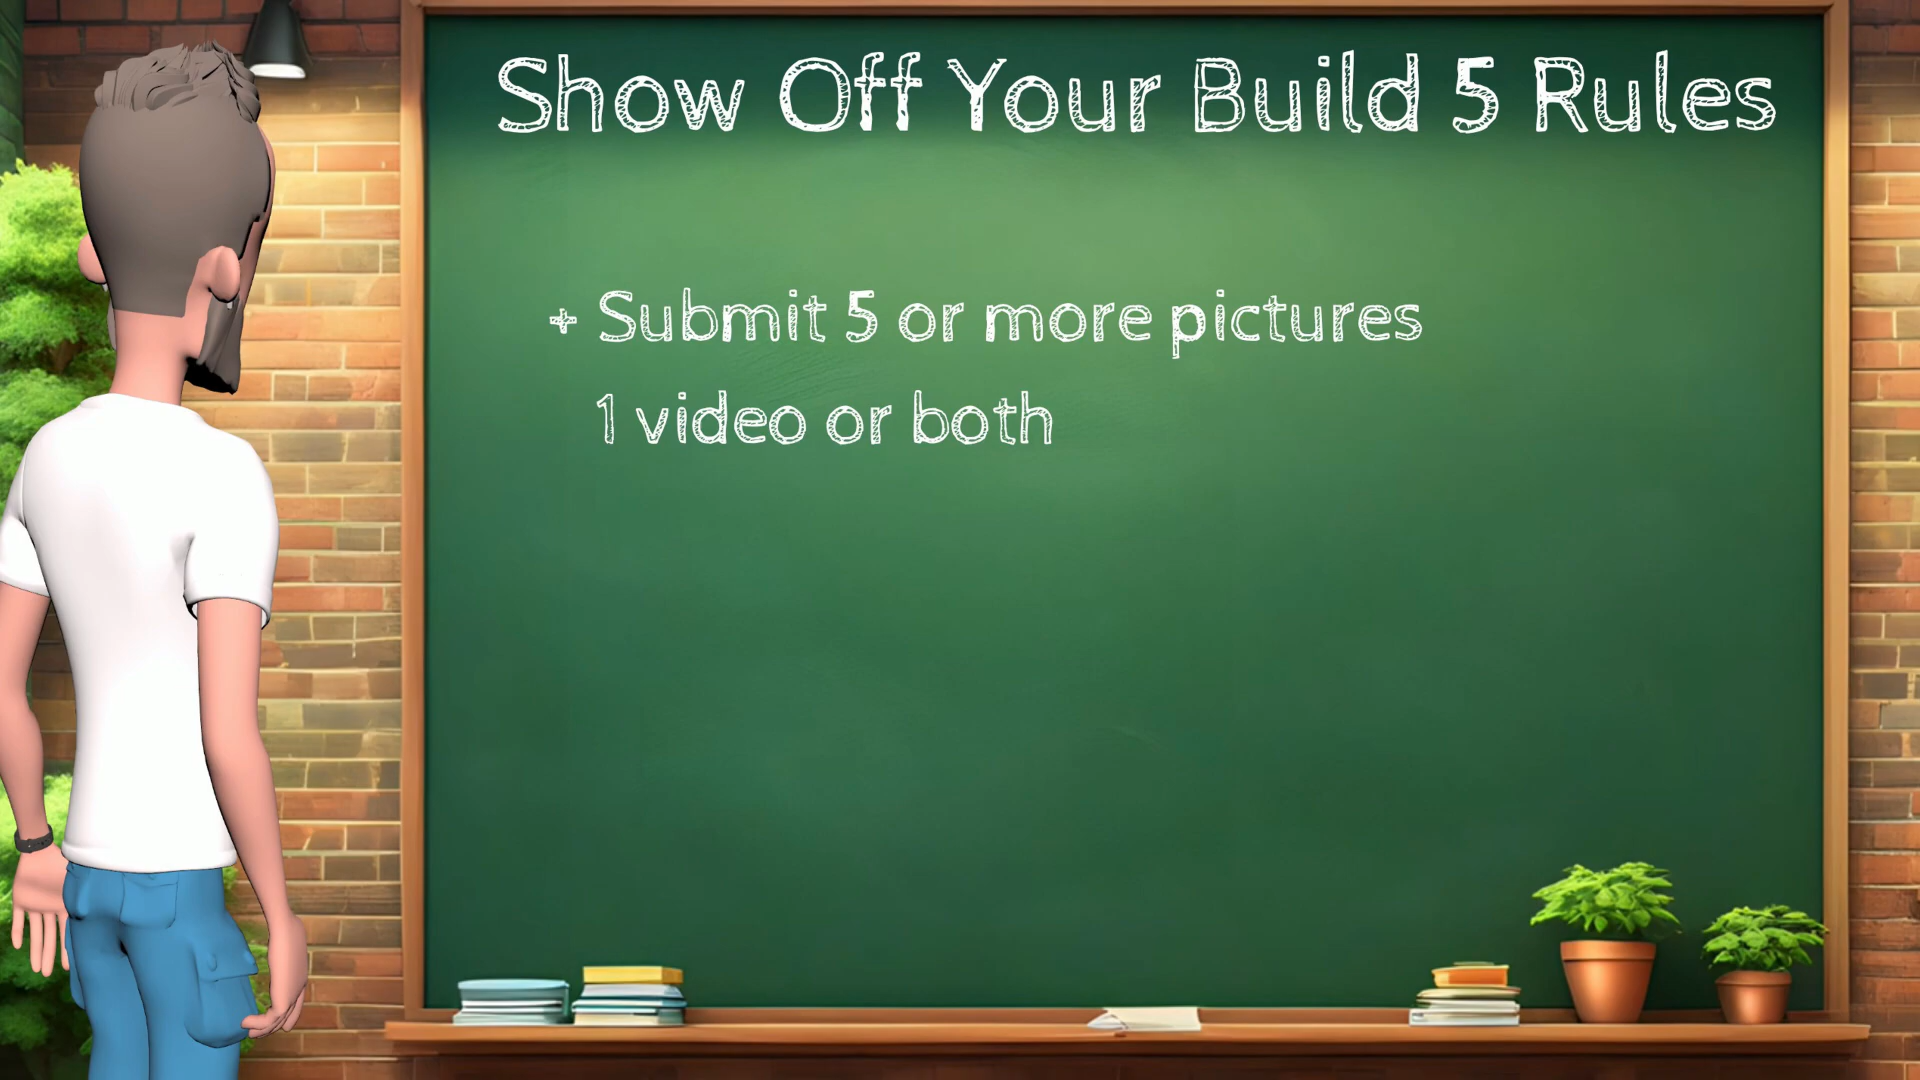 Show Off Your Build 5 Rules
+ Submit 5 or more pictures
1 video or both